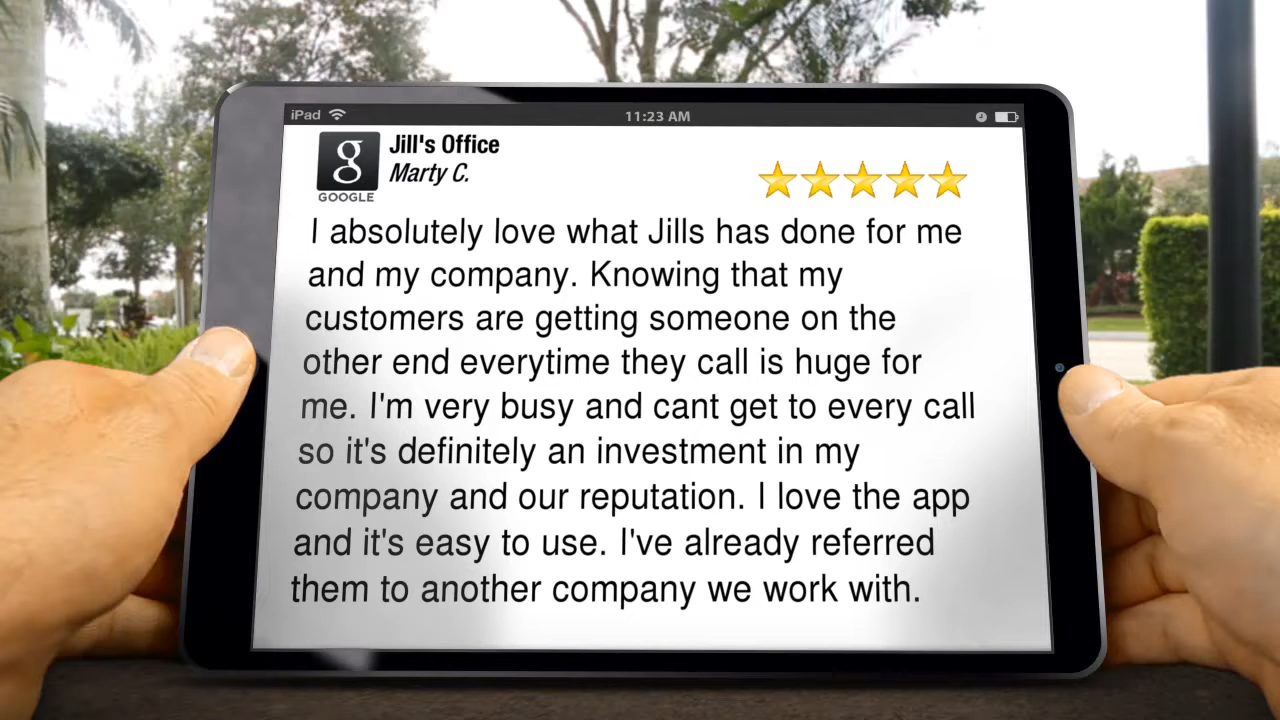 iPad 11:23 AM
Jill's Office
Marty C.
g
GOOGLE
I absolutely love what Jills has done for me
and my company. Knowing that my
customers are getting someone on the
other end everytime they call is huge for
me. I'm very busy and cant get to every call
so it's definitely an investment in my
company and our reputation. I love the app
and it's easy to use. I've already referred
them to another company we work with.